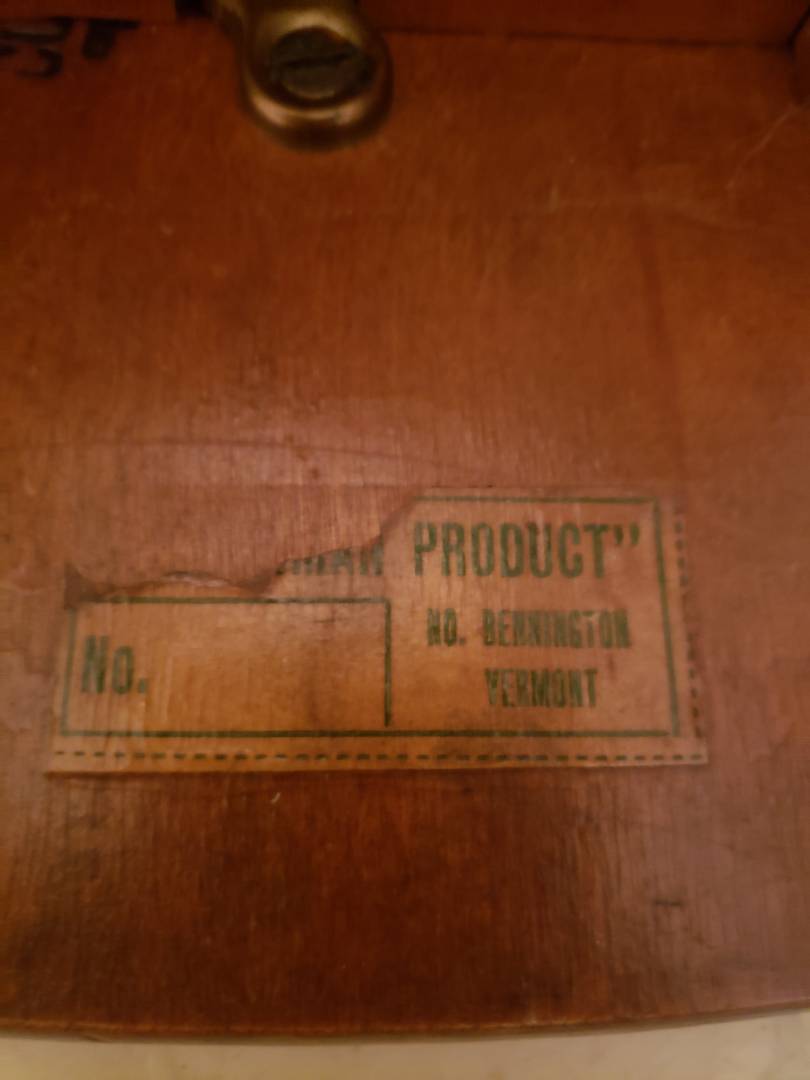 PRODUCT”
NO. BENNINGTON
VERMONT
No.